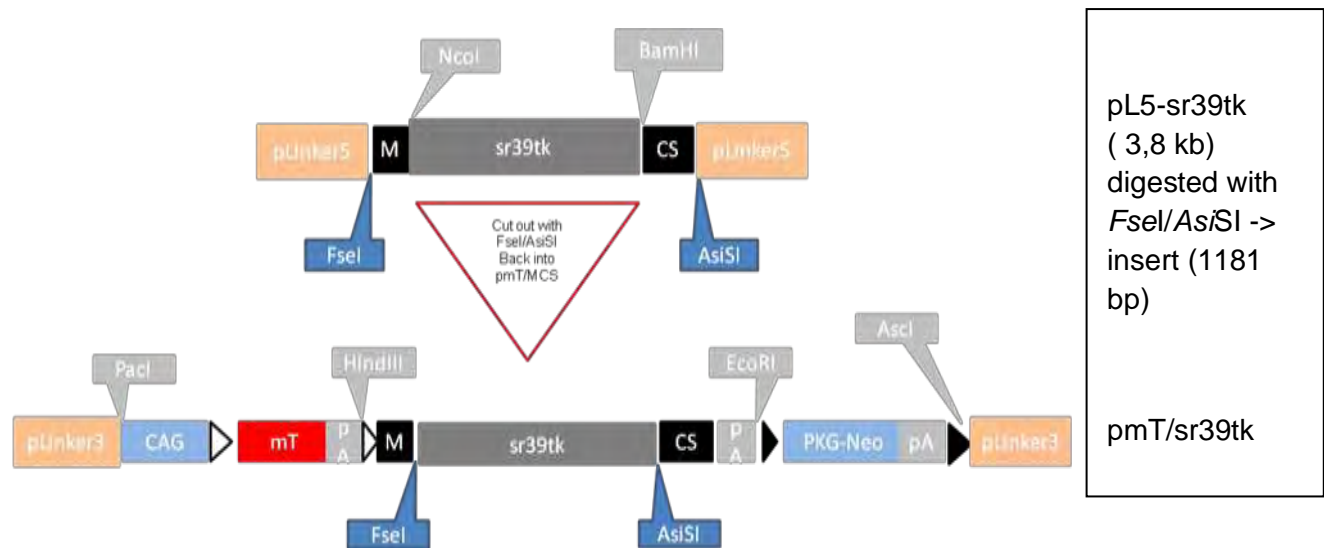 NcoI
BamHI
pLinker5
M
sr39tk
CS
pLinker5
FseI
Cut out with
FseI/AsiSI
Back into
pmT/MCS
AsiSI
PacI
HindIII
EcoRI
AscI
pLinker3
CAG
mT
P
A
M
sr39tk
CS
P
A
PKG-Neo
pA
pLinker3
FseI
AsiSI
pL5-sr39tk
( 3,8 kb)
digested with
FseI/AsiSI ->
insert (1181
bp)
pmT/sr39tk